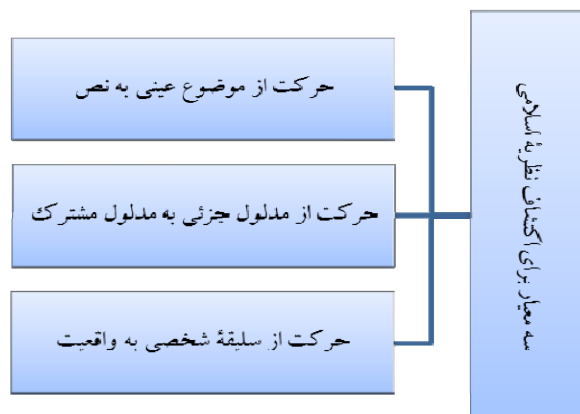 سه معیار برای اکتشاف نظریهٔ اسلامی
حرکت از موضوع عینی به نص
حرکت از مدلول جزئی به مدلول مشترک
حرکت از سلیقهٔ شخصی به واقعیت